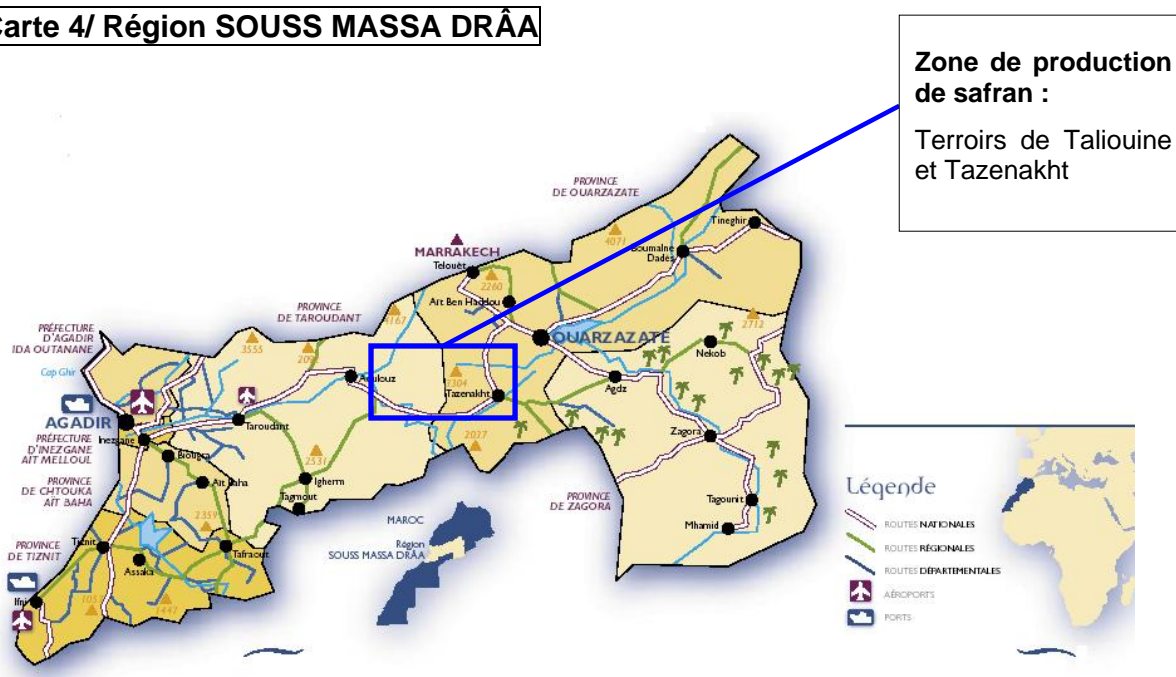 Carte 4/ Région SOUSS MASSA DRÂA
Zone de production
de safran :
Terroirs de Taliouine
et Tazenakht
PROVINCE
DE OUARZAZATE
Tineghir
4071
Boumalne
Dadès
MARRAKECH
Telouèt
2260
Aït Ben Haddou
PROVINCE
DE TAROUDANT
4167
OUARZAZATE
2712
PRÉFECTURE
D'AGADIR
IDA OUTANANE
3555
Nekob
Cap Ghir
3304
Tazenakht
Agdz
AGADIR
Taroudant
Inezgane
PRÉFECTURE
D'INEZGANE
AÏT MELLOUL
2037
Zagora
Biougra
2531
Igherm
PROVINCE
DE CHTOUKA
AÏT BAHA
Aït Baha
Tagmout
PROVINCE
DE ZAGORA
Tagounit
2359
Mhamid
MAROC
Région
SOUSS MASSA DRÂA
PROVINCE
DE TIZNIT
Tiznit
Tafraout
Assaka
Ifni
1447
Légende
ROUTES NATIONALES
ROUTES RÉGIONALES
ROUTES DÉPARTEMENTALES
AÉROPORTS
PORTS